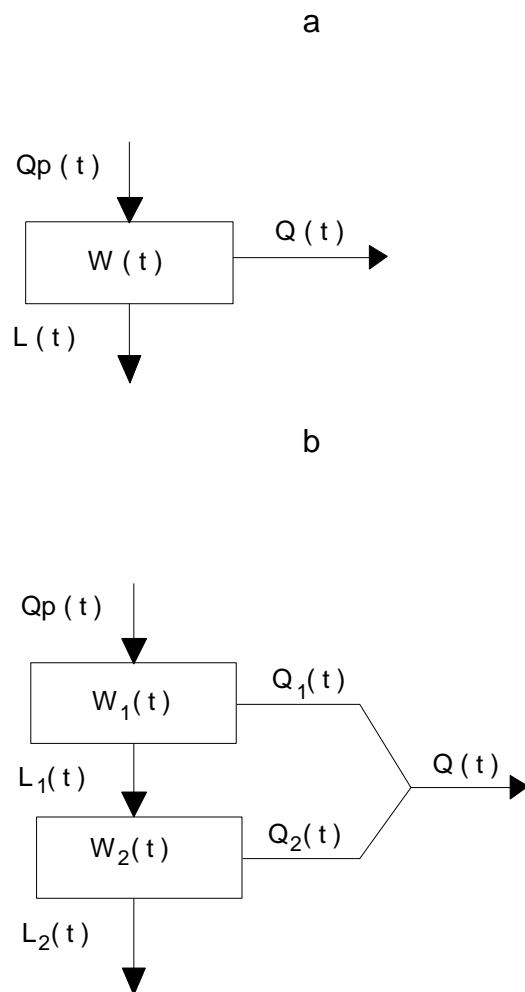 a
Qp(t)
Q(t)
W(t)
L(t)
b
Qp(t)
Q₁(t)
W₁(t)
Q(t)
L₁(t)
Q₂(t)
W₂(t)
L₂(t)